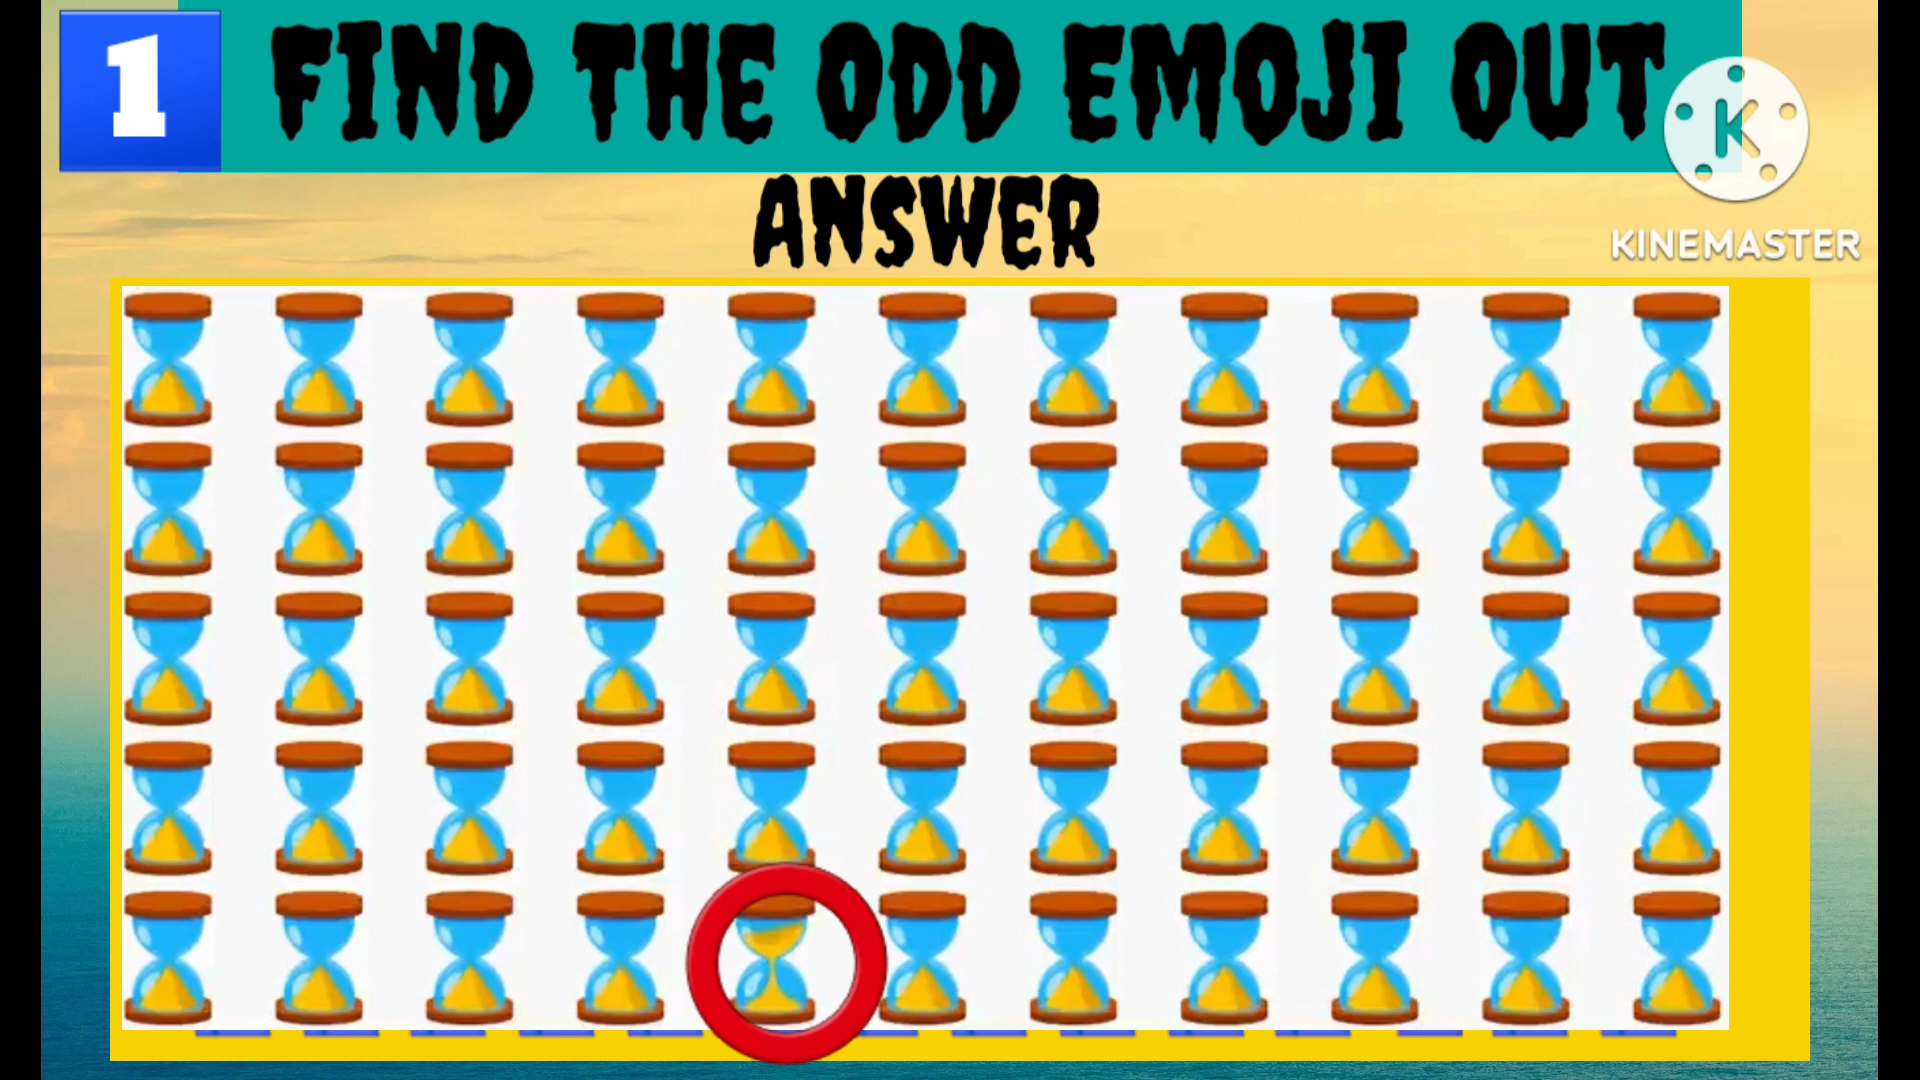 1
FIND THE ODD EMOJI OUT
K
KINEMASTER
ANSWER